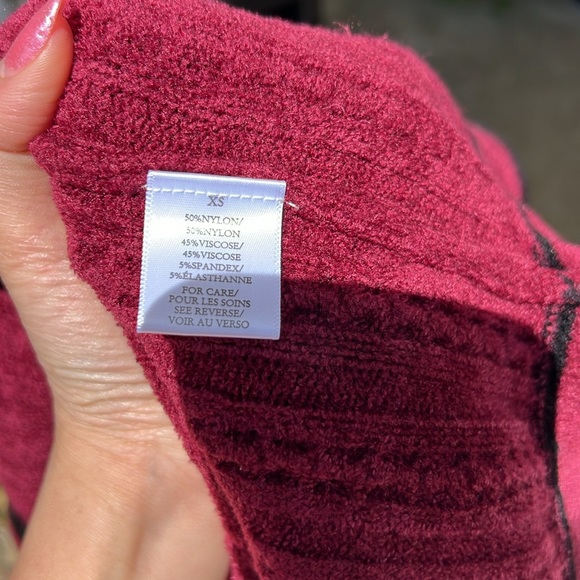 XS
50%NYLON/
50%NYLON
45%VISCOSE/
45%VISCOSE
5%SPANDEX/
5%ÉLASTHANNE
FOR CARE/
POUR LES SOINS
SEE REVERSE/
VOIR AU VERSO